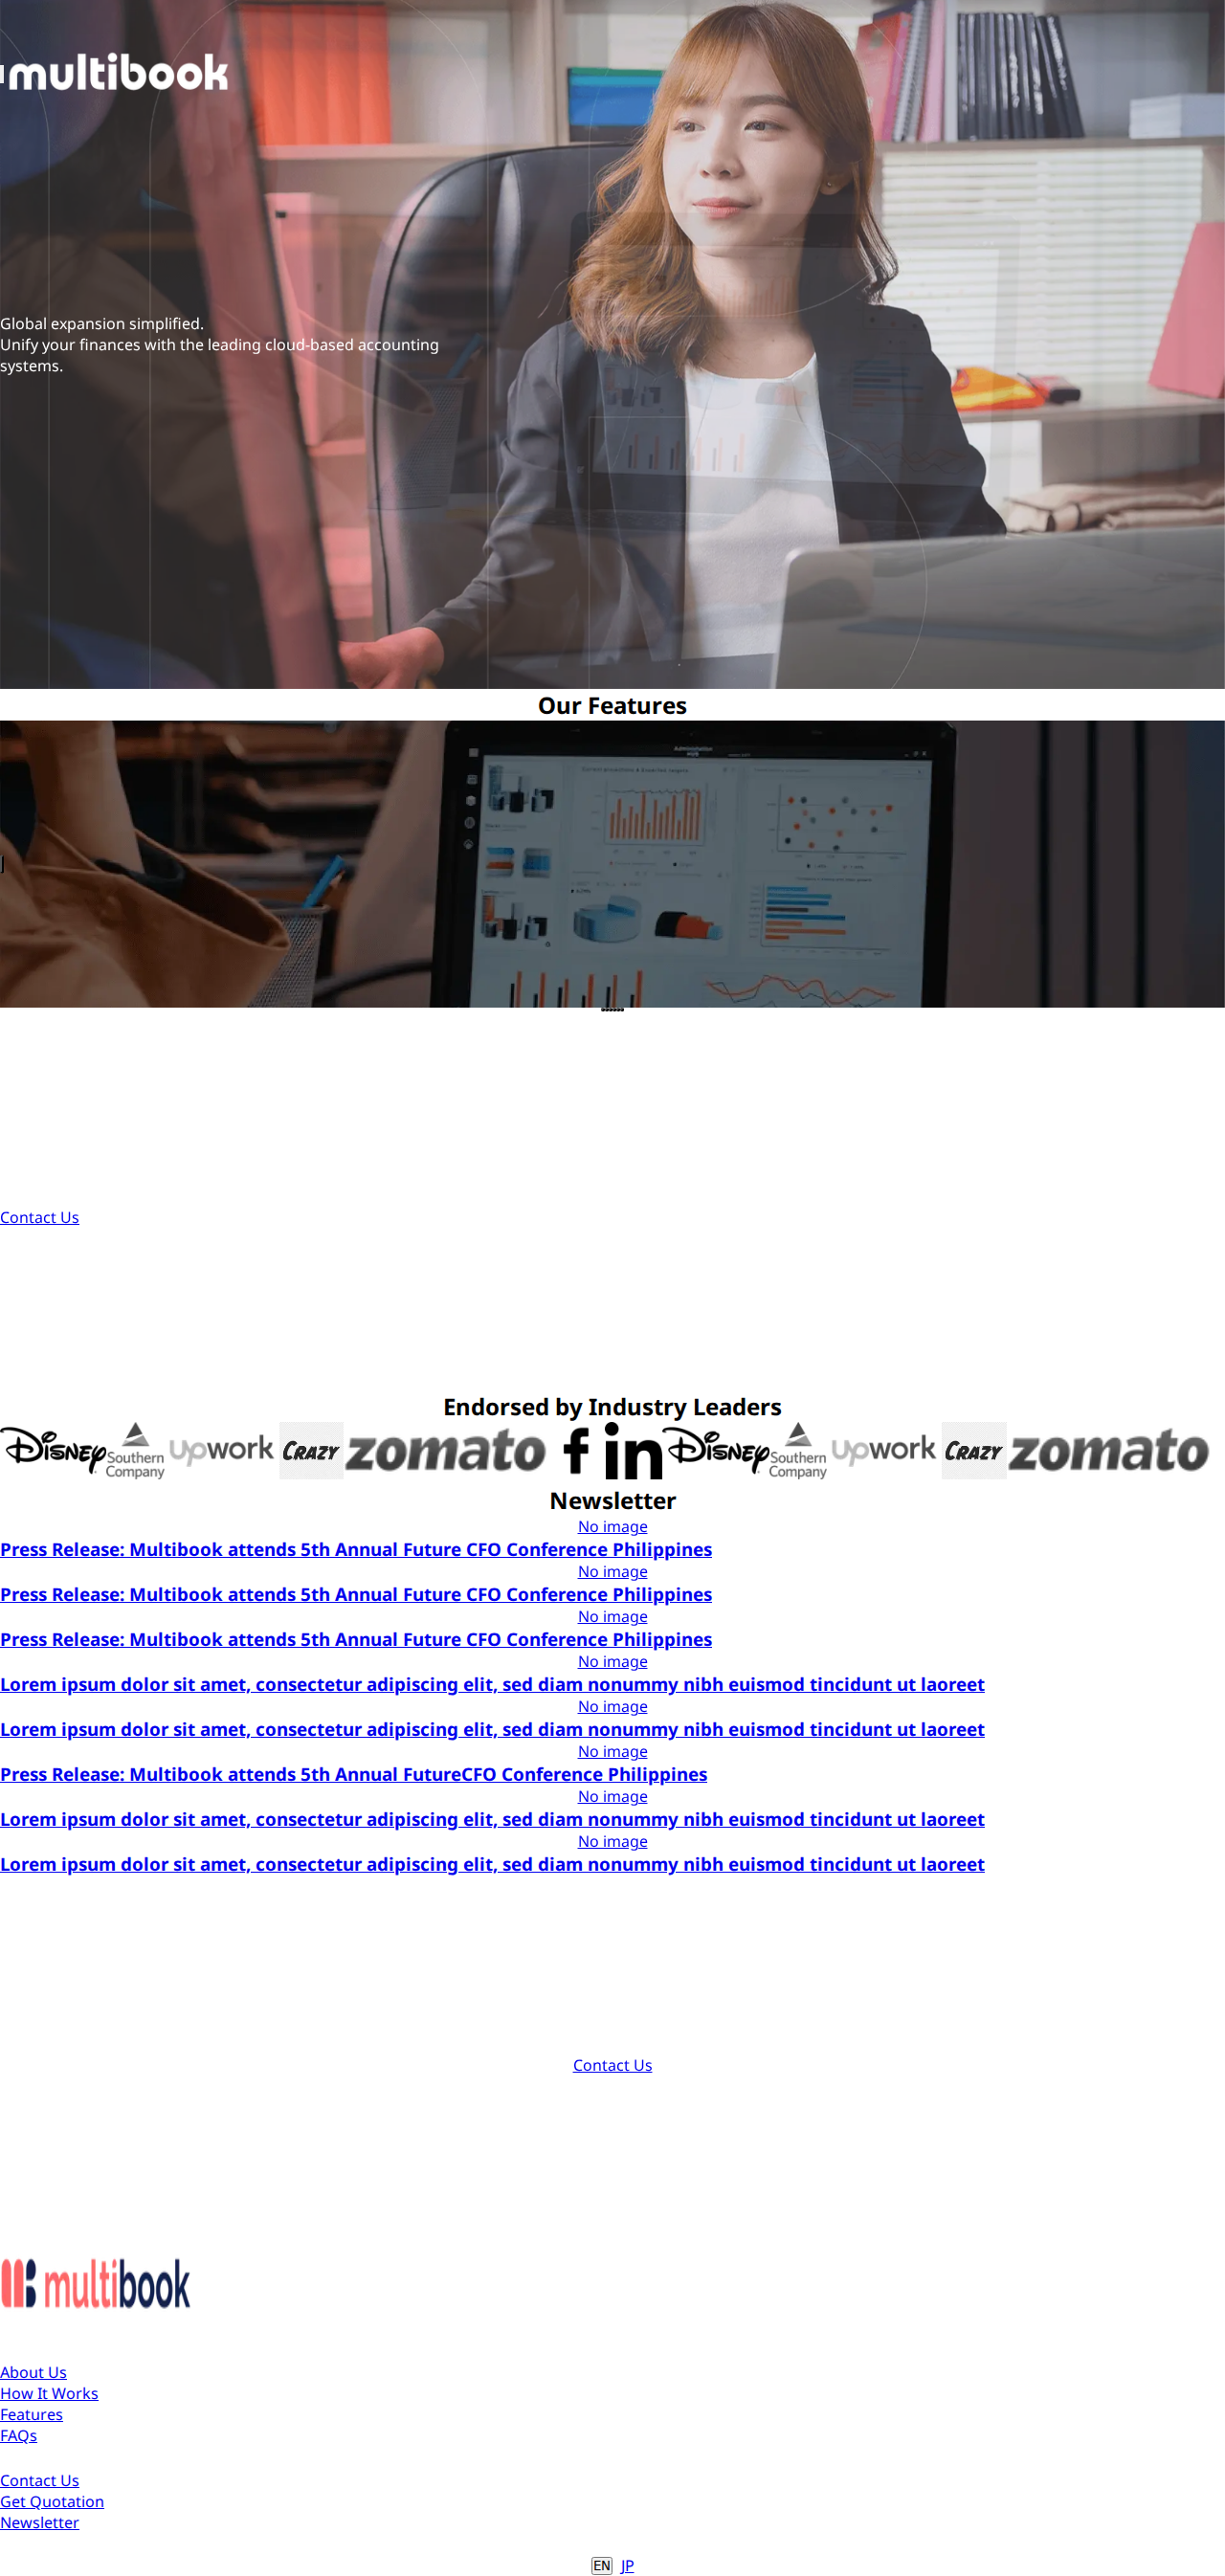 multibook
Global expansion simplified.
Unify your finances with the leading cloud-based accounting
systems.
Our Features
Contact Us
Endorsed by Industry Leaders
Disney Southern Company upwork CRAZY zomato f in Disney Southern Company upwork CRAZY zomato
Newsletter
No image
Press Release: Multibook attends 5th Annual Future CFO Conference Philippines
No image
Press Release: Multibook attends 5th Annual Future CFO Conference Philippines
No image
Press Release: Multibook attends 5th Annual Future CFO Conference Philippines
No image
Lorem ipsum dolor sit amet, consectetur adipiscing elit, sed diam nonummy nibh euismod tincidunt ut laoreet
No image
Lorem ipsum dolor sit amet, consectetur adipiscing elit, sed diam nonummy nibh euismod tincidunt ut laoreet
No image
Press Release: Multibook attends 5th Annual FutureCFO Conference Philippines
No image
Lorem ipsum dolor sit amet, consectetur adipiscing elit, sed diam nonummy nibh euismod tincidunt ut laoreet
No image
Lorem ipsum dolor sit amet, consectetur adipiscing elit, sed diam nonummy nibh euismod tincidunt ut laoreet
Contact Us
multibook
About Us
How It Works
Features
FAQs
Contact Us
Get Quotation
Newsletter
EN JP